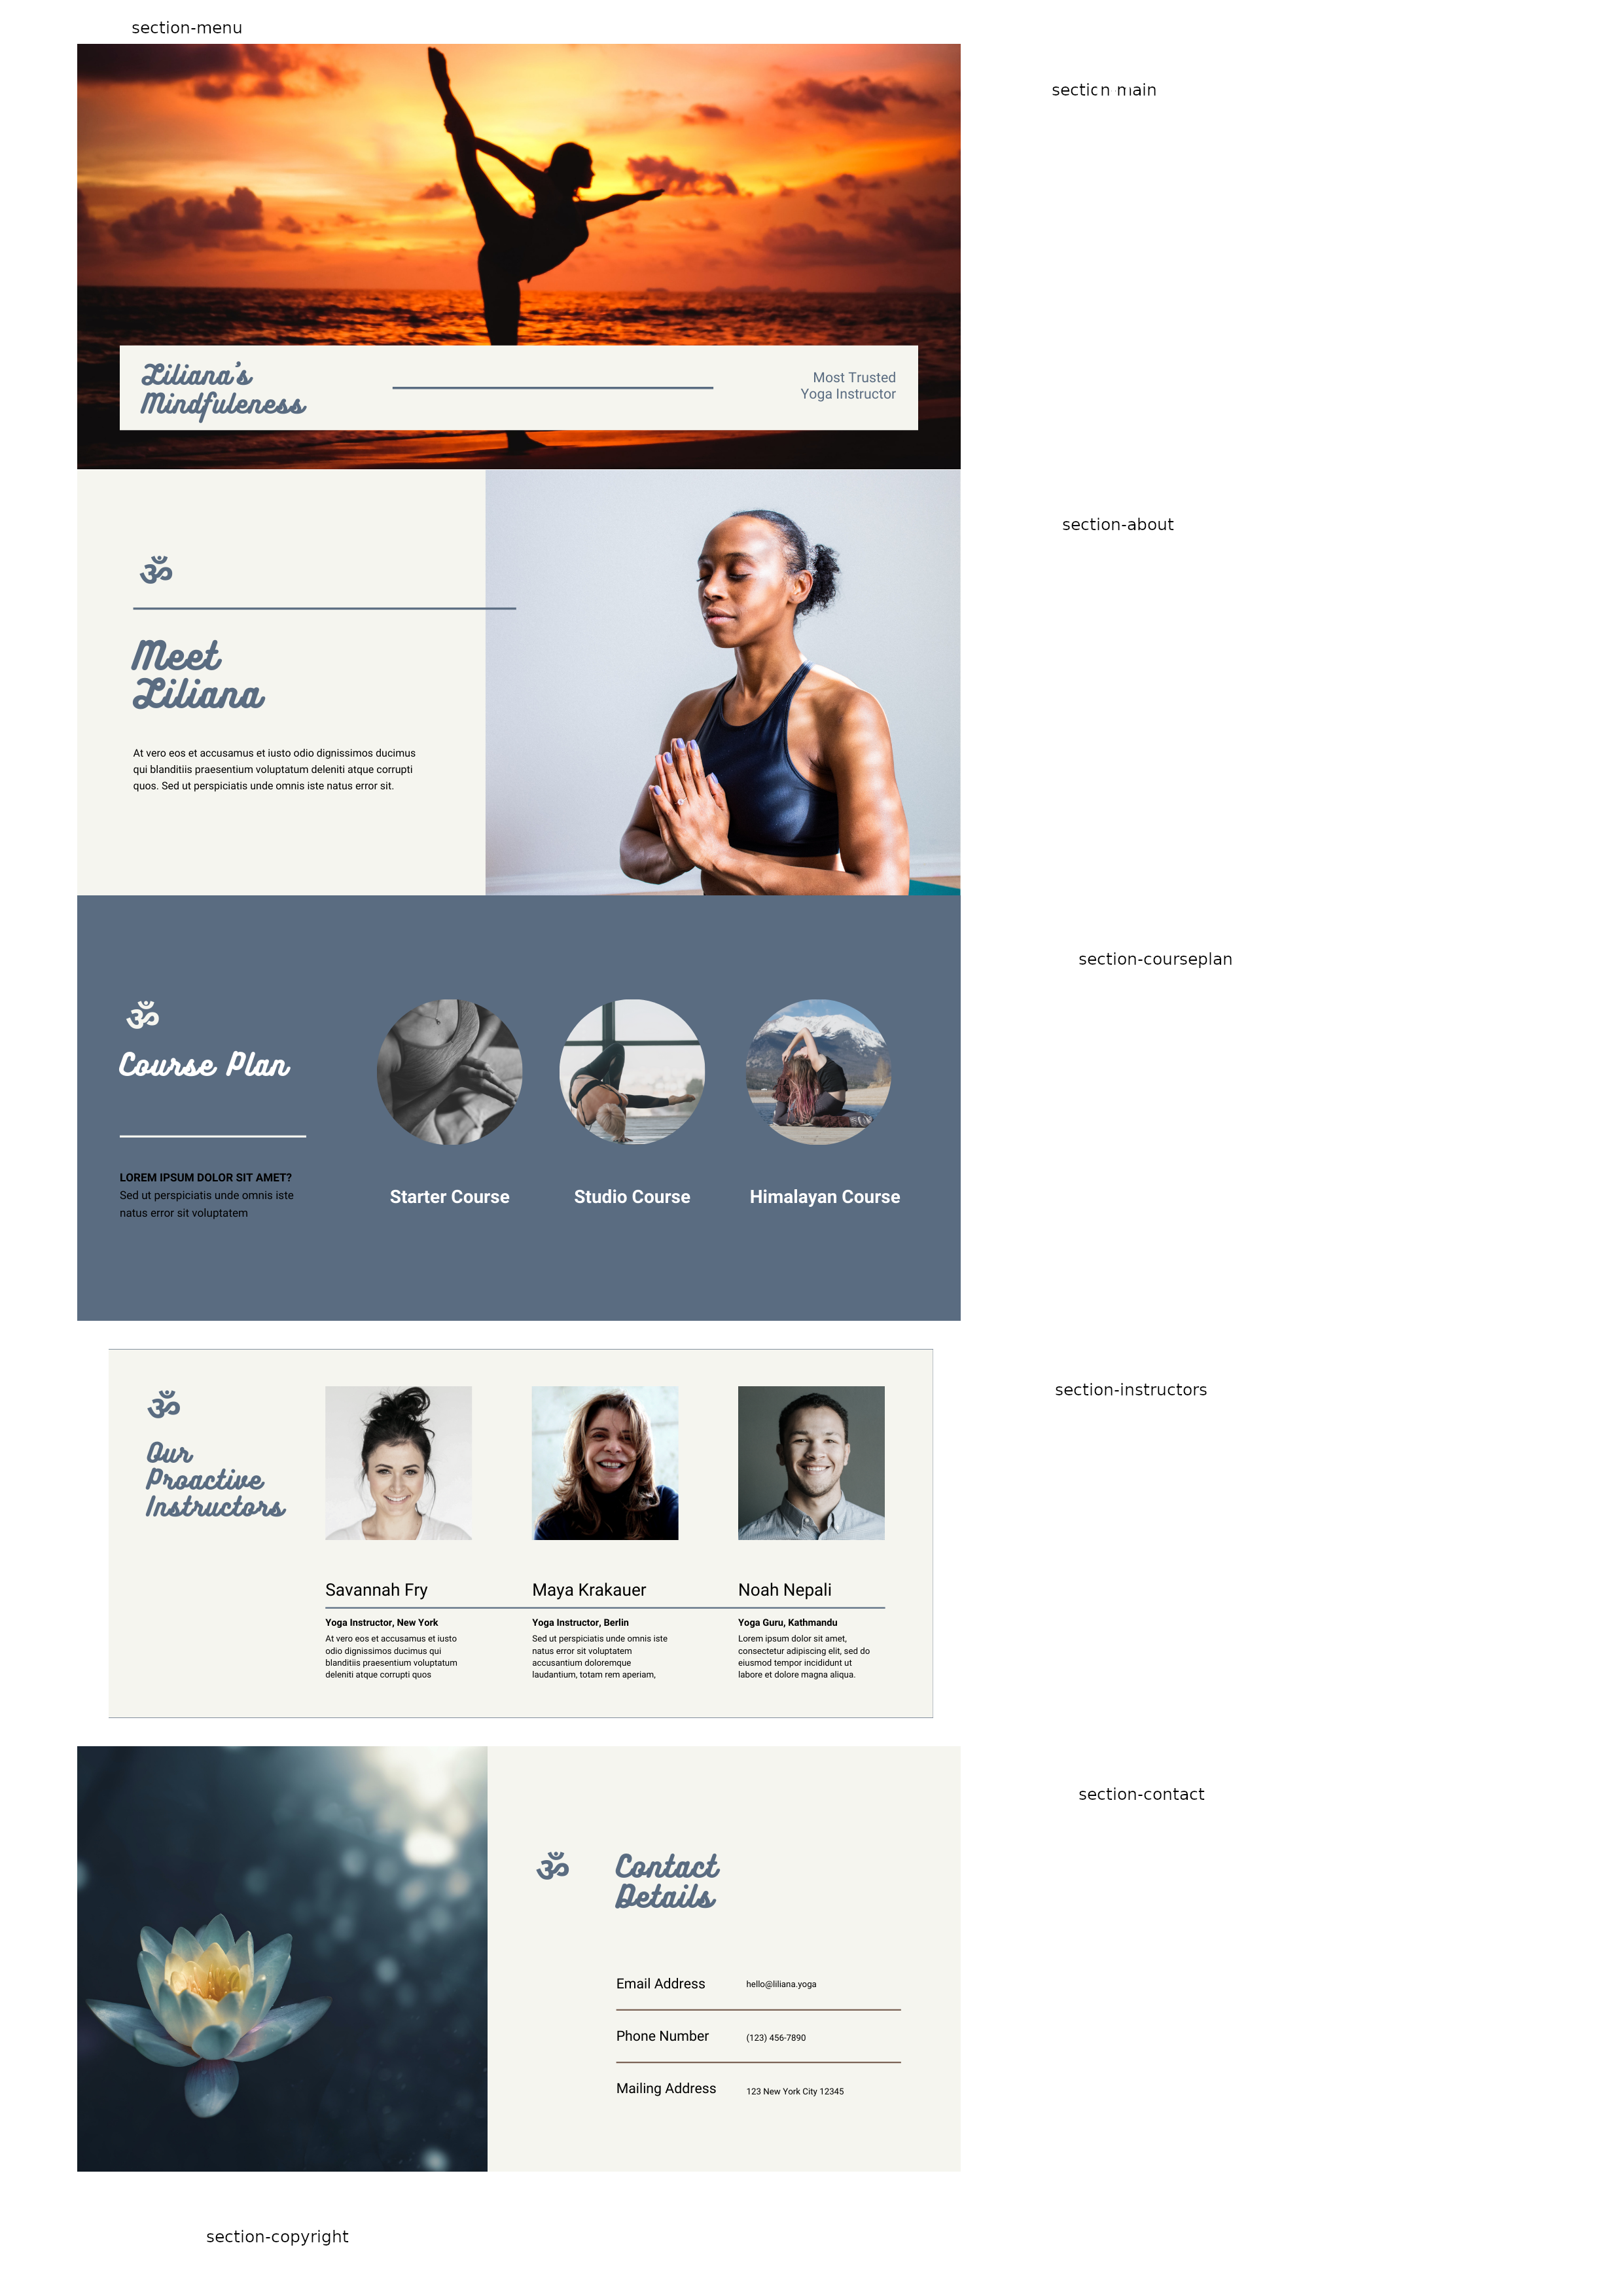 section-menu
section-main
Liliana's
Mindfuleness
Most Trusted
Yoga Instructor
section-about
ॐ
Meet
Liliana
At vero eos et accusamus et iusto odio dignissimos ducimus
qui blanditiis praesentium voluptatum deleniti atque corrupti
quos. Sed ut perspiciatis unde omnis iste natus error sit.
section-courseplan
ॐ
Course Plan
LOREM IPSUM DOLOR SIT AMET?
Sed ut perspiciatis unde omnis iste
natus error sit voluptatem
Starter Course
Studio Course
Himalayan Course
section-instructors
ॐ
Our
Proactive
Instructors
Savannah Fry
Yoga Instructor, New York
At vero eos et accusamus et iusto
odio dignissimos ducimus qui
blanditiis praesentium voluptatum
deleniti atque corrupti quos
Maya Krakauer
Yoga Instructor, Berlin
Sed ut perspiciatis unde omnis iste
natus error sit voluptatem
accusantium doloremque
laudantium, totam rem aperiam,
Noah Nepali
Yoga Guru, Kathmandu
Lorem ipsum dolor sit amet,
consectetur adipiscing elit, sed do
eiusmod tempor incididunt ut
labore et dolore magna aliqua.
section-contact
ॐ
Contact
Details
Email Address hello@liliana.yoga
Phone Number (123) 456-7890
Mailing Address 123 New York City 12345
section-copyright